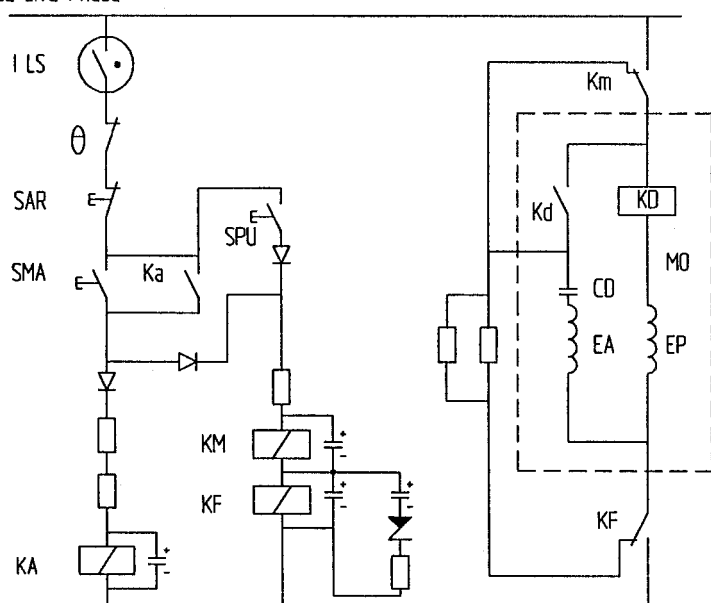 I LS
θ
SAR
SMA
Ka
SPU
KA
KM
KF
Km
Kd
KD
MO
CD
EA
EP
KF
+
-
+
-
+
-
+
-